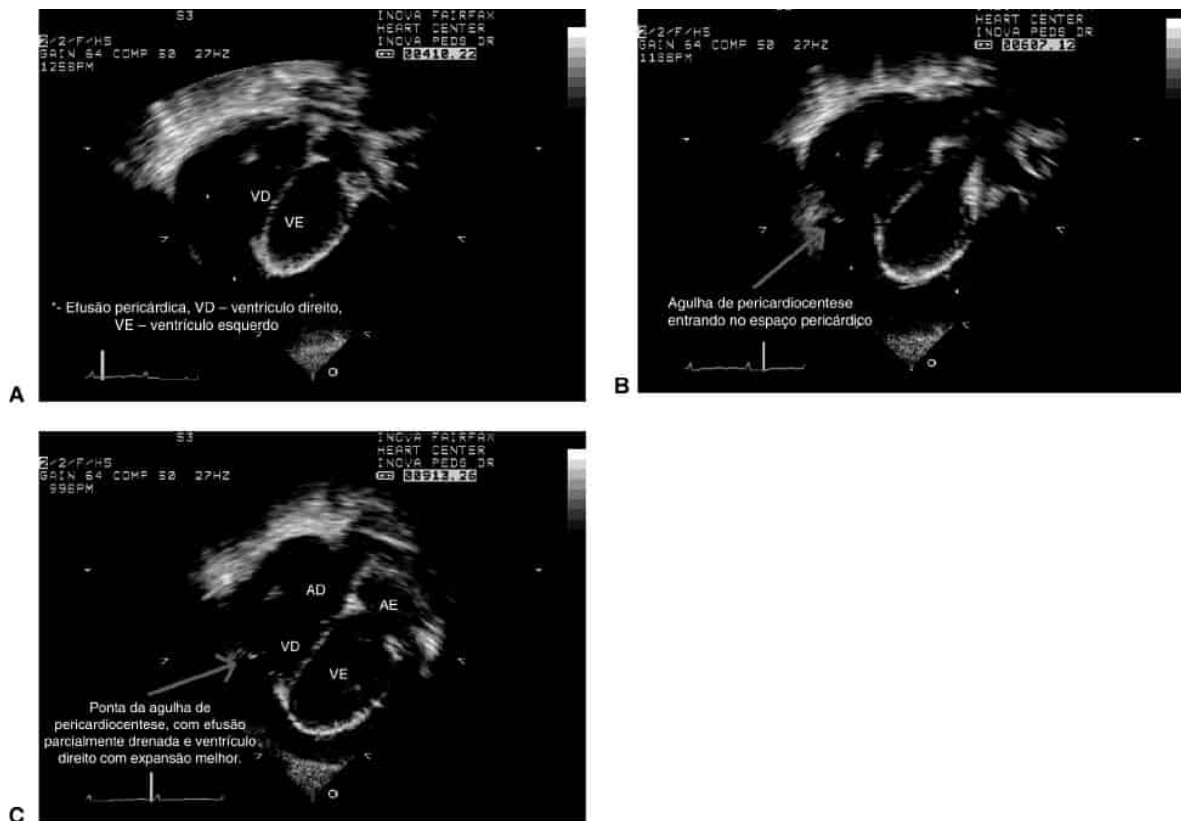 S3
INOVA FAIRFAX
HEART CENTER
INOVA PEDS DR
00410.22
2/2/F/HS
GAIN 64 COMP 50 27HZ
125BPM
VD
VE
*- Efusão pericárdica, VD – ventrículo direito,
VE – ventrículo esquerdo
A
INOVA FAIRFAX
HEART CENTER
INOVA PEDS DR
00607.12
2/2/F/HS
GAIN 64 COMP 50 27HZ
113BPM
Agulha de pericardiocentese
entrando no espaço pericárdico
B
S3
INOVA FAIRFAX
HEART CENTER
INOVA PEDS DR
00913.26
2/2/F/HS
GAIN 64 COMP 50 27HZ
99BPM
AD
AE
VD
VE
Ponta da agulha de
pericardiocentese, com efusão
parcialmente drenada e ventrículo
direito com expansão melhor.
C